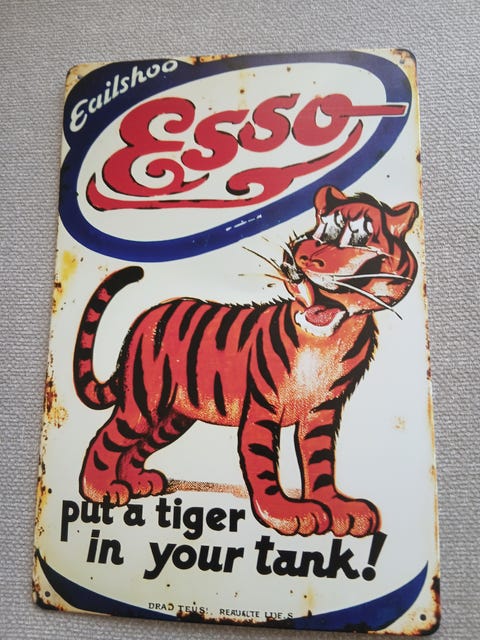 Eailshoo
Esso
put a tiger
in your tank!